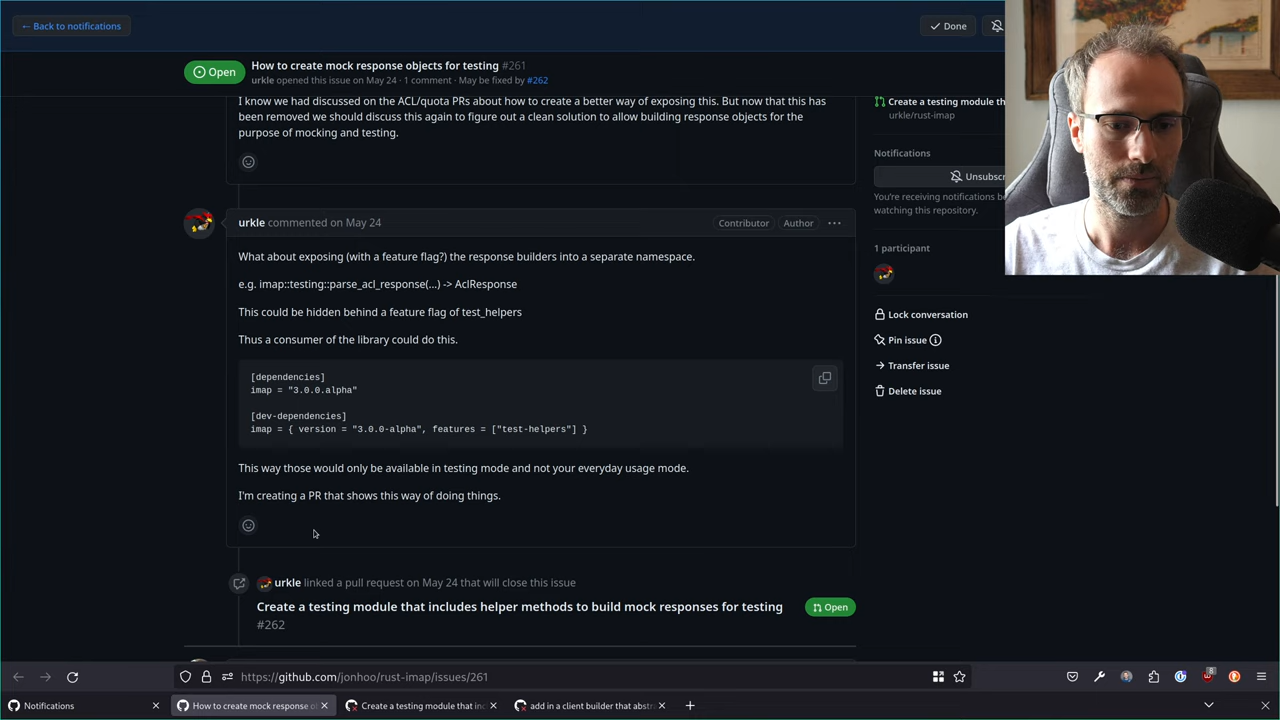 ← Back to notifications
Done
Open
How to create mock response objects for testing #261
urkle opened this issue on May 24 · 1 comment · May be fixed by #262
I know we had discussed on the ACL/quota PRs about how to create a better way of exposing this. But now that this has
been removed we should discuss this again to figure out a clean solution to allow building response objects for the
purpose of mocking and testing.
urkle commented on May 24
Contributor
Author
What about exposing (with a feature flag?) the response builders into a separate namespace.
e.g. imap::testing::parse_acl_response(...) -> AclResponse
This could be hidden behind a feature flag of test_helpers
Thus a consumer of the library could do this.
[dependencies]
imap = "3.0.0.alpha"
[dev-dependencies]
imap = { version = "3.0.0-alpha", features = ["test-helpers"] }
This way those would only be available in testing mode and not your everyday usage mode.
I'm creating a PR that shows this way of doing things.
urkle linked a pull request on May 24 that will close this issue
Create a testing module that includes helper methods to build mock responses for testing
#262
Open
Create a testing module th
urkle/rust-imap
Notifications
Unsubscr
You're receiving notifications be
watching this repository.
1 participant
Lock conversation
Pin issue
Transfer issue
Delete issue
https://github.com/jonhoo/rust-imap/issues/261
8
Notifications
How to create mock response o
Create a testing module that inc
add in a client builder that abstra